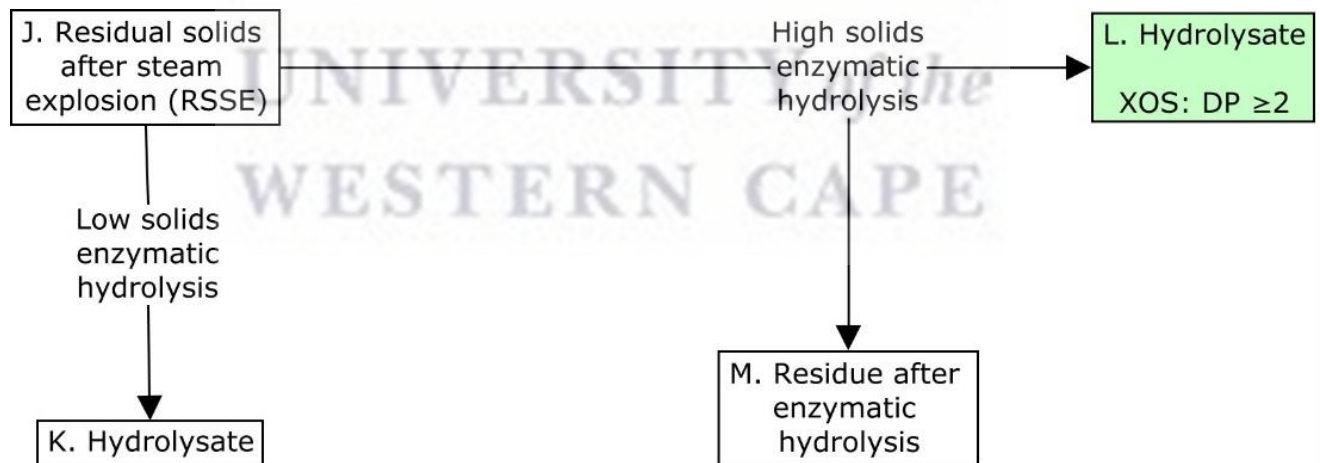 J. Residual solids
after steam
explosion (RSSE)
High solids
enzymatic
hydrolysis
L. Hydrolysate
XOS: DP ≥2
UNIVERSITY of the
WESTERN CAPE
Low solids
enzymatic
hydrolysis
M. Residue after
enzymatic
hydrolysis
K. Hydrolysate